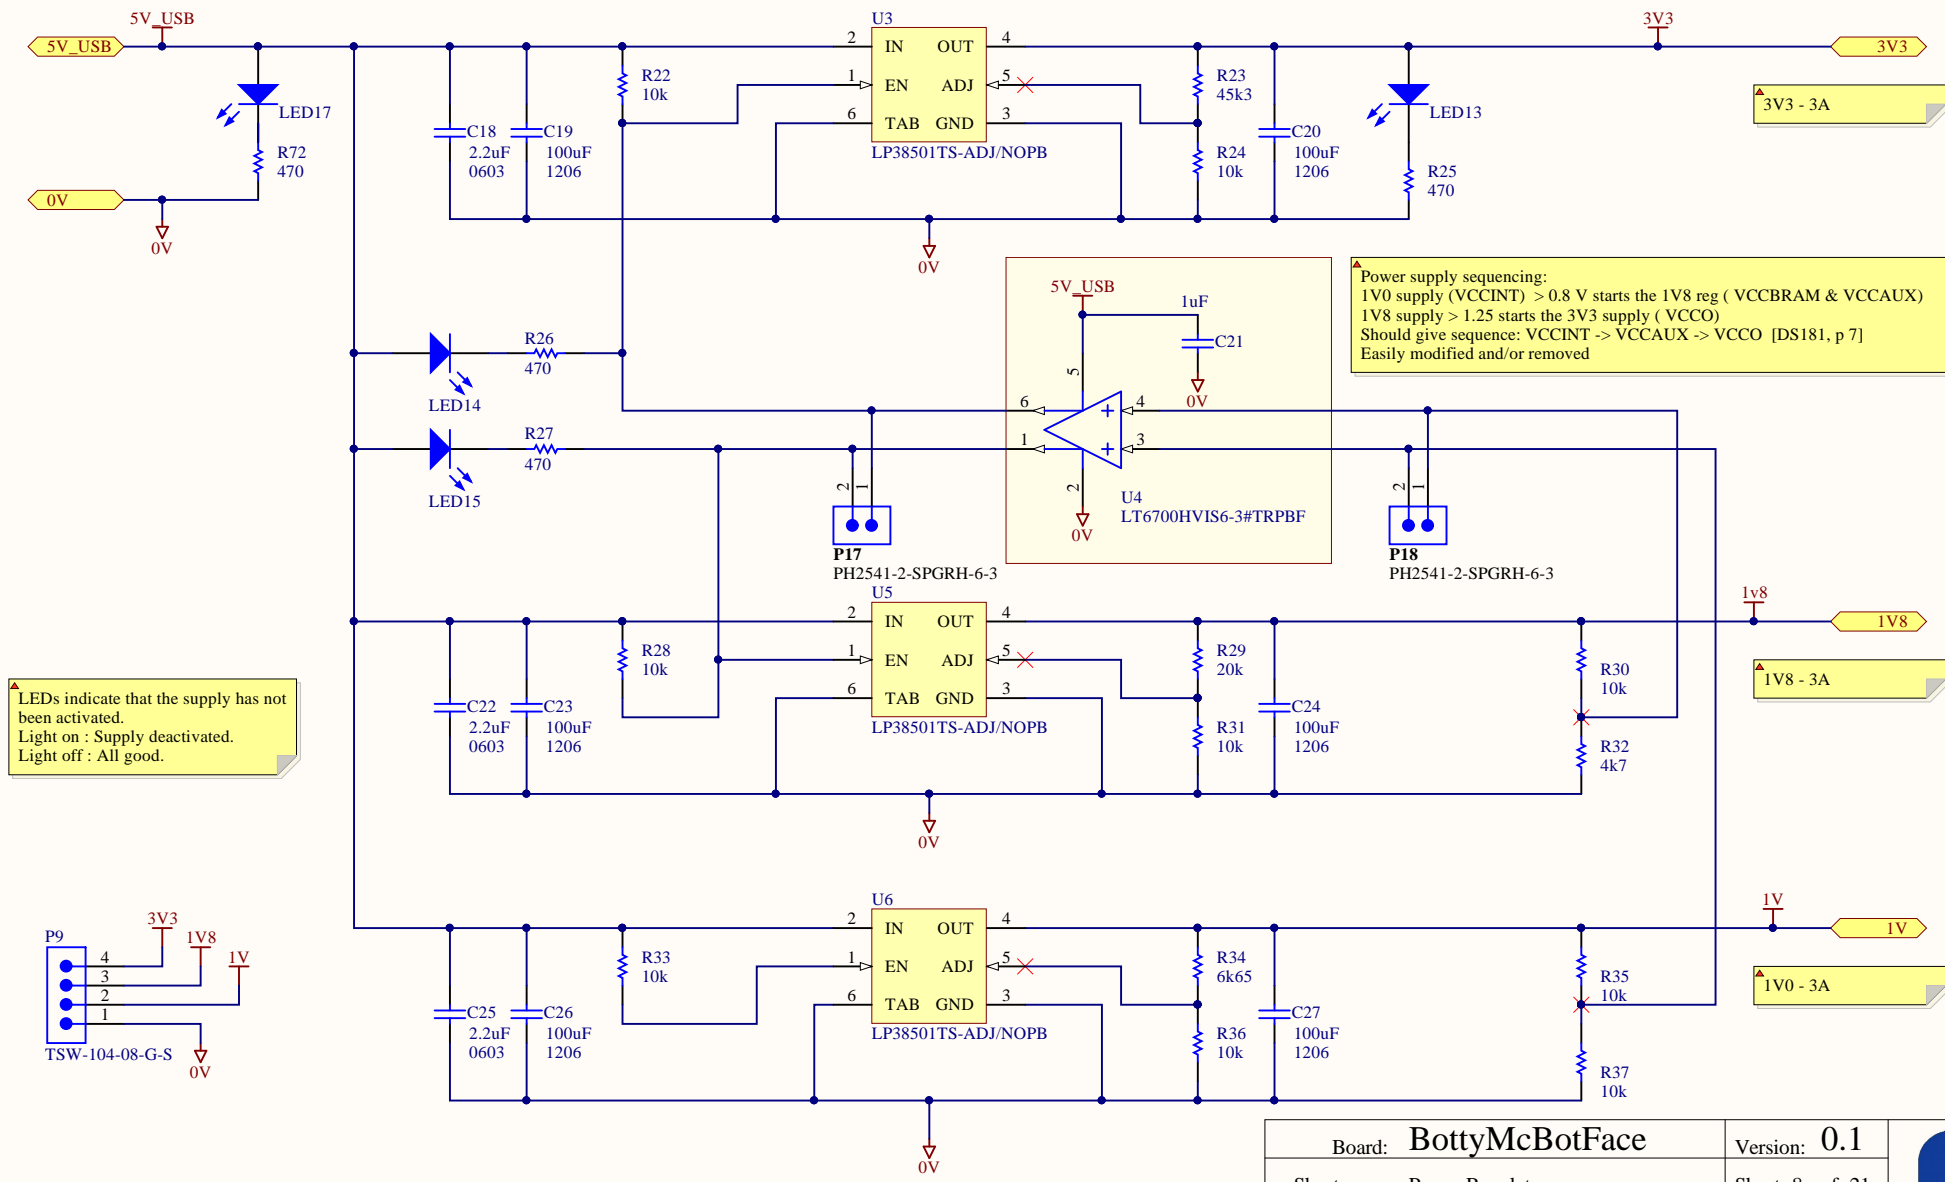 5V_USB
5V_USB
0V
0V
LED17
R72
470
C18
2.2uF
0603
C19
100uF
1206
R22
10k
U3
2 IN OUT 4
1 EN ADJ 5
6 TAB GND 3
LP38501TS-ADJ/NOPB
R23
45k3
R24
10k
C20
100uF
1206
LED13
R25
470
3V3
3V3
3V3 - 3A
0V
Power supply sequencing:
1V0 supply (VCCINT) > 0.8 V starts the 1V8 reg ( VCCBRAM & VCCAUX)
1V8 supply > 1.25 starts the 3V3 supply ( VCCO)
Should give sequence: VCCINT -> VCCAUX -> VCCO [DS181, p 7]
Easily modified and/or removed
5V_USB
1uF
C21
0V
5
6
4
1
3
2
0V
U4
LT6700HVIS6-3#TRPBF
R26
470
LED14
R27
470
LED15
2
1
P17
PH2541-2-SPGRH-6-3
2
1
P18
PH2541-2-SPGRH-6-3
C22
2.2uF
0603
C23
100uF
1206
R28
10k
U5
2 IN OUT 4
1 EN ADJ 5
6 TAB GND 3
LP38501TS-ADJ/NOPB
R29
20k
R31
10k
C24
100uF
1206
R30
10k
R32
4k7
1v8
1V8
1V8 - 3A
0V
LEDs indicate that the supply has not
been activated.
Light on : Supply deactivated.
Light off : All good.
P9
3V3
1V8
1V
4
3
2
1
TSW-104-08-G-S
0V
C25
2.2uF
0603
C26
100uF
1206
R33
10k
U6
2 IN OUT 4
1 EN ADJ 5
6 TAB GND 3
LP38501TS-ADJ/NOPB
R34
6k65
R36
10k
C27
100uF
1206
R35
10k
R37
10k
1V
1V
1V0 - 3A
0V
Board: BottyMcBotFace
Version: 0.1